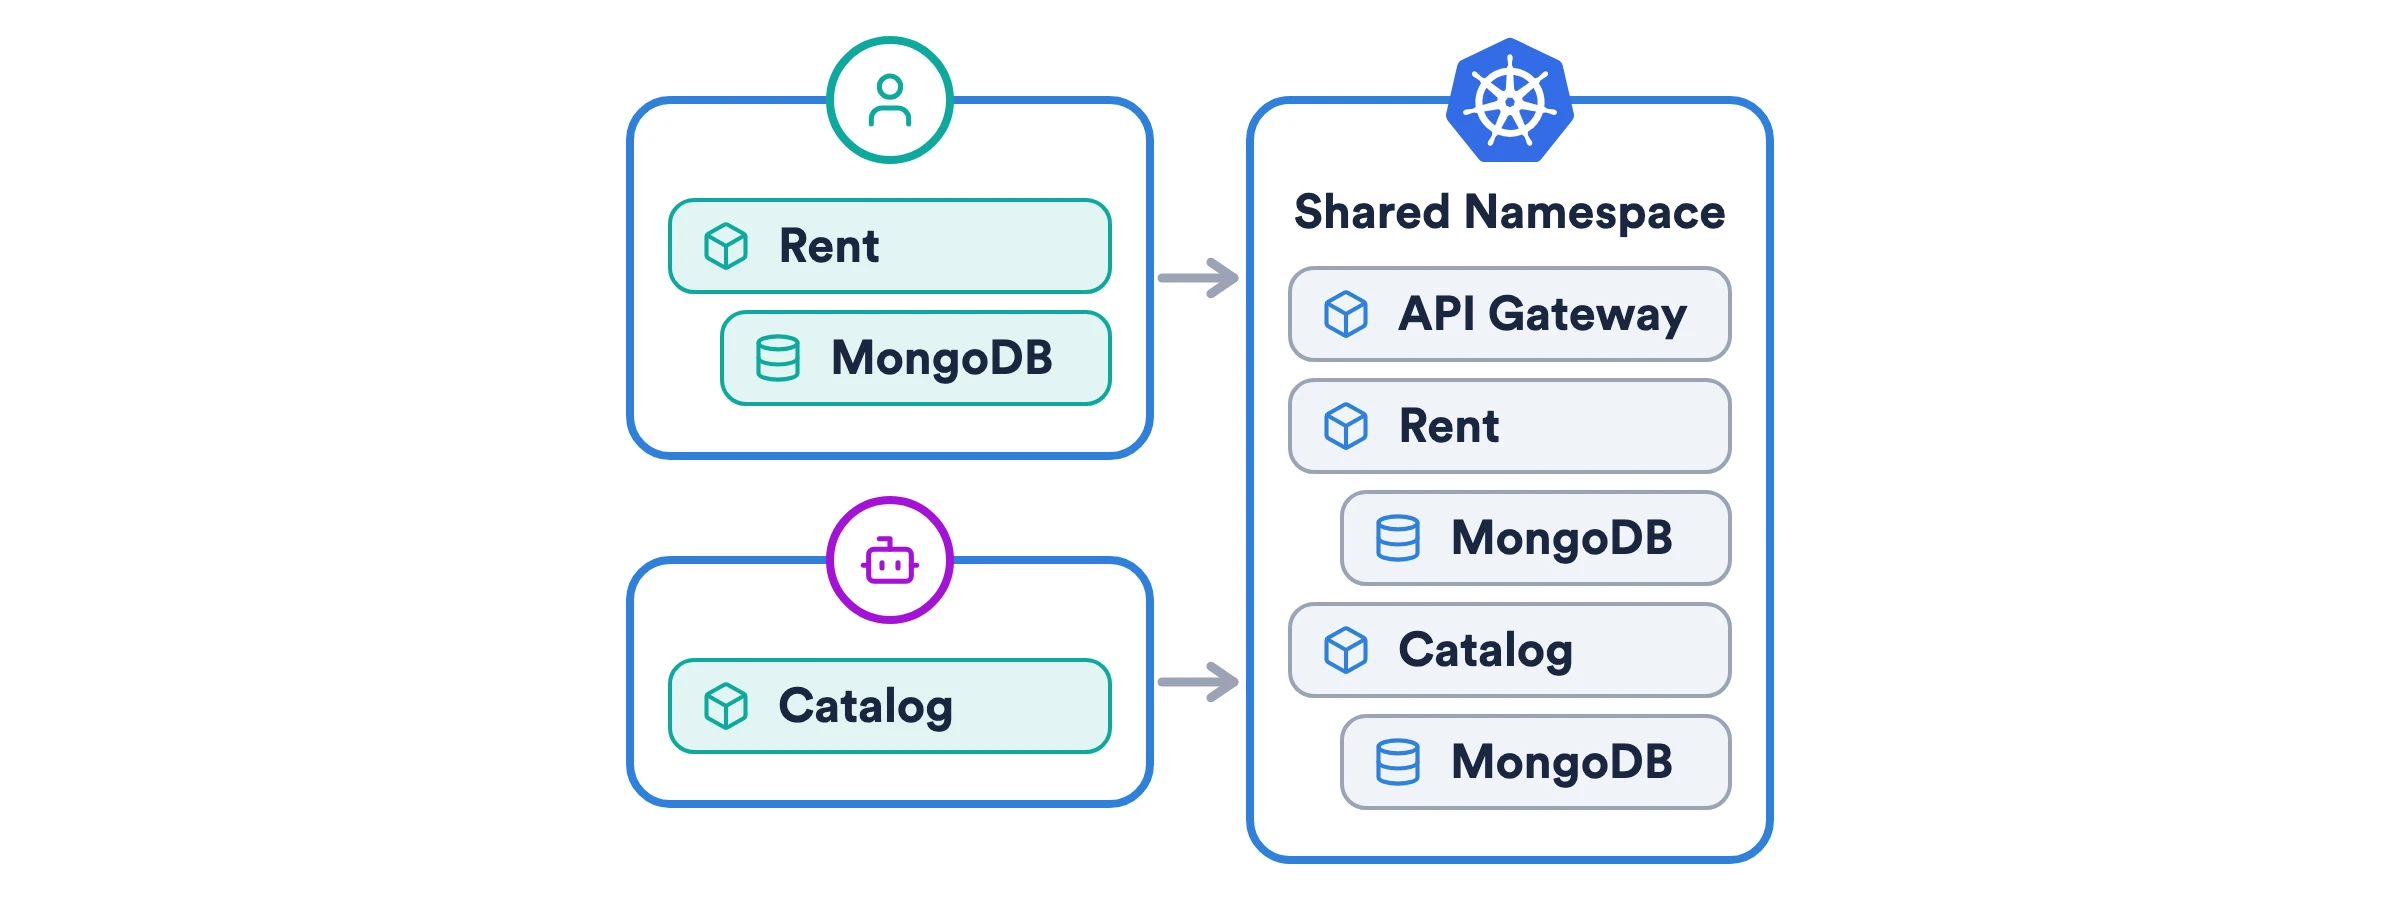 Rent
MongoDB
Catalog
Shared Namespace
API Gateway
Rent
MongoDB
Catalog
MongoDB